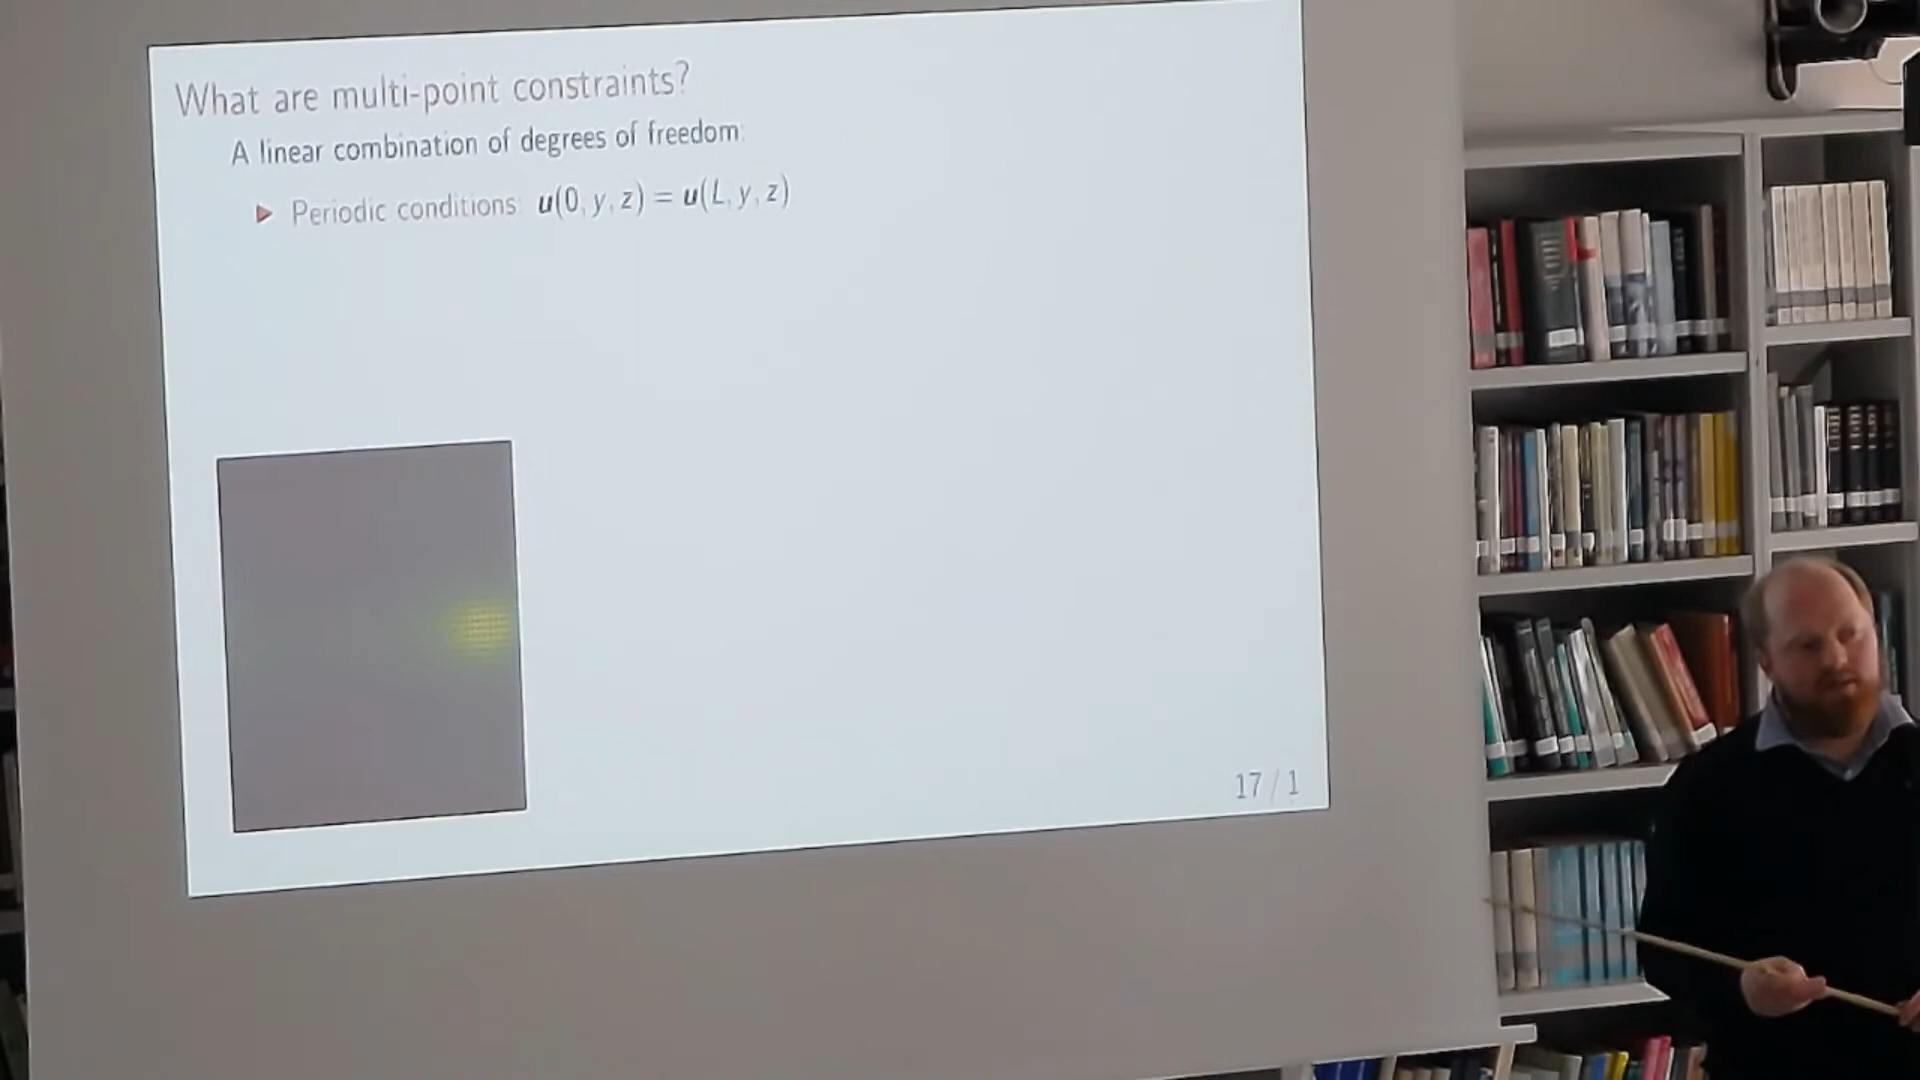 What are multi-point constraints?
A linear combination of degrees of freedom:
▶ Periodic conditions: u(0, y, z) = u(L, y, z)
17 / 1